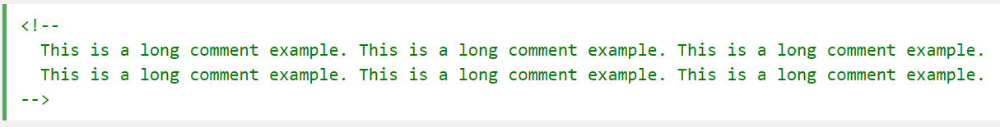 <!--
This is a long comment example. This is a long comment example. This is a long comment example.
This is a long comment example. This is a long comment example. This is a long comment example.
-->